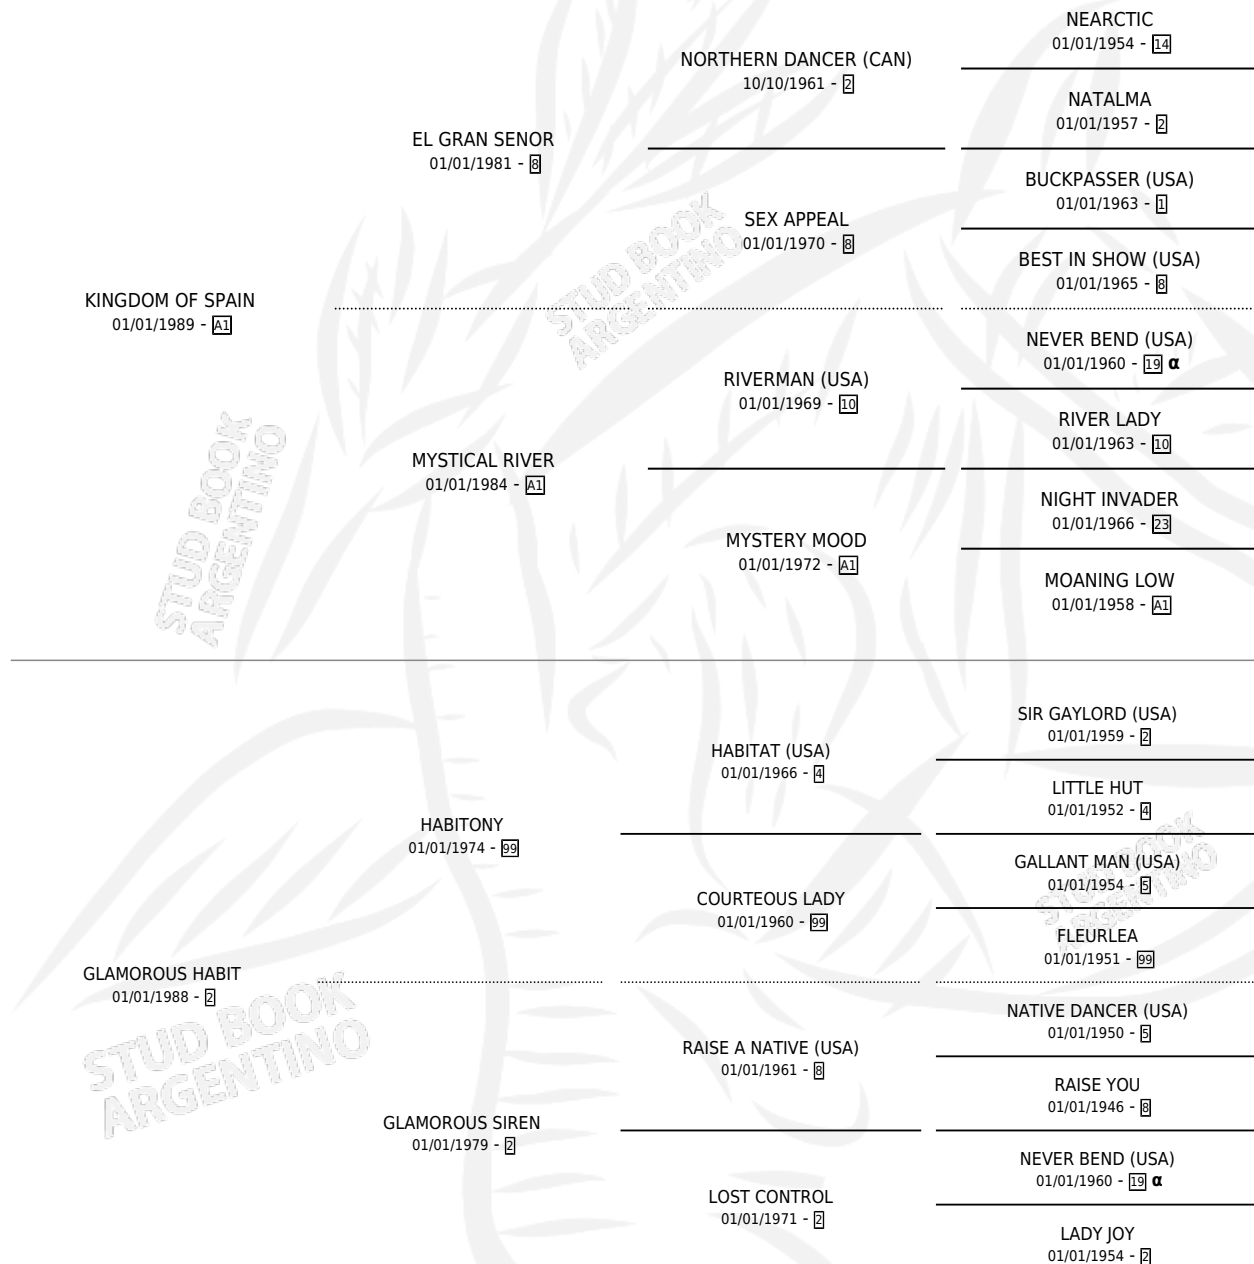 NEARCTIC
01/01/1954 - 14
NORTHERN DANCER (CAN)
10/10/1961 - 2
NATALMA
01/01/1957 - 2
EL GRAN SENOR
01/01/1981 - 8
BUCKPASSER (USA)
01/01/1963 - 1
SEX APPEAL
01/01/1970 - 8
BEST IN SHOW (USA)
01/01/1965 - 8
KINGDOM OF SPAIN
01/01/1989 - A1
NEVER BEND (USA)
01/01/1960 - 19 α
RIVERMAN (USA)
01/01/1969 - 10
RIVER LADY
01/01/1963 - 10
MYSTICAL RIVER
01/01/1984 - A1
NIGHT INVADER
01/01/1966 - 23
MYSTERY MOOD
01/01/1972 - A1
MOANING LOW
01/01/1958 - A1
SIR GAYLORD (USA)
01/01/1959 - 2
HABITAT (USA)
01/01/1966 - 4
LITTLE HUT
01/01/1952 - 4
HABITONY
01/01/1974 - 99
GALLANT MAN (USA)
01/01/1954 - 5
COURTEOUS LADY
01/01/1960 - 99
FLEURLEA
01/01/1951 - 99
GLAMOROUS HABIT
01/01/1988 - 2
NATIVE DANCER (USA)
01/01/1950 - 5
RAISE A NATIVE (USA)
01/01/1961 - 8
RAISE YOU
01/01/1946 - 8
GLAMOROUS SIREN
01/01/1979 - 2
NEVER BEND (USA)
01/01/1960 - 19 α
LOST CONTROL
01/01/1971 - 2
LADY JOY
01/01/1954 - 2
STUD BOOK
ARGENTINO
STUD BOOK
ARGENTINO
STUD BOOK
ARGENTINO
STUD BOOK
ARGENTINO